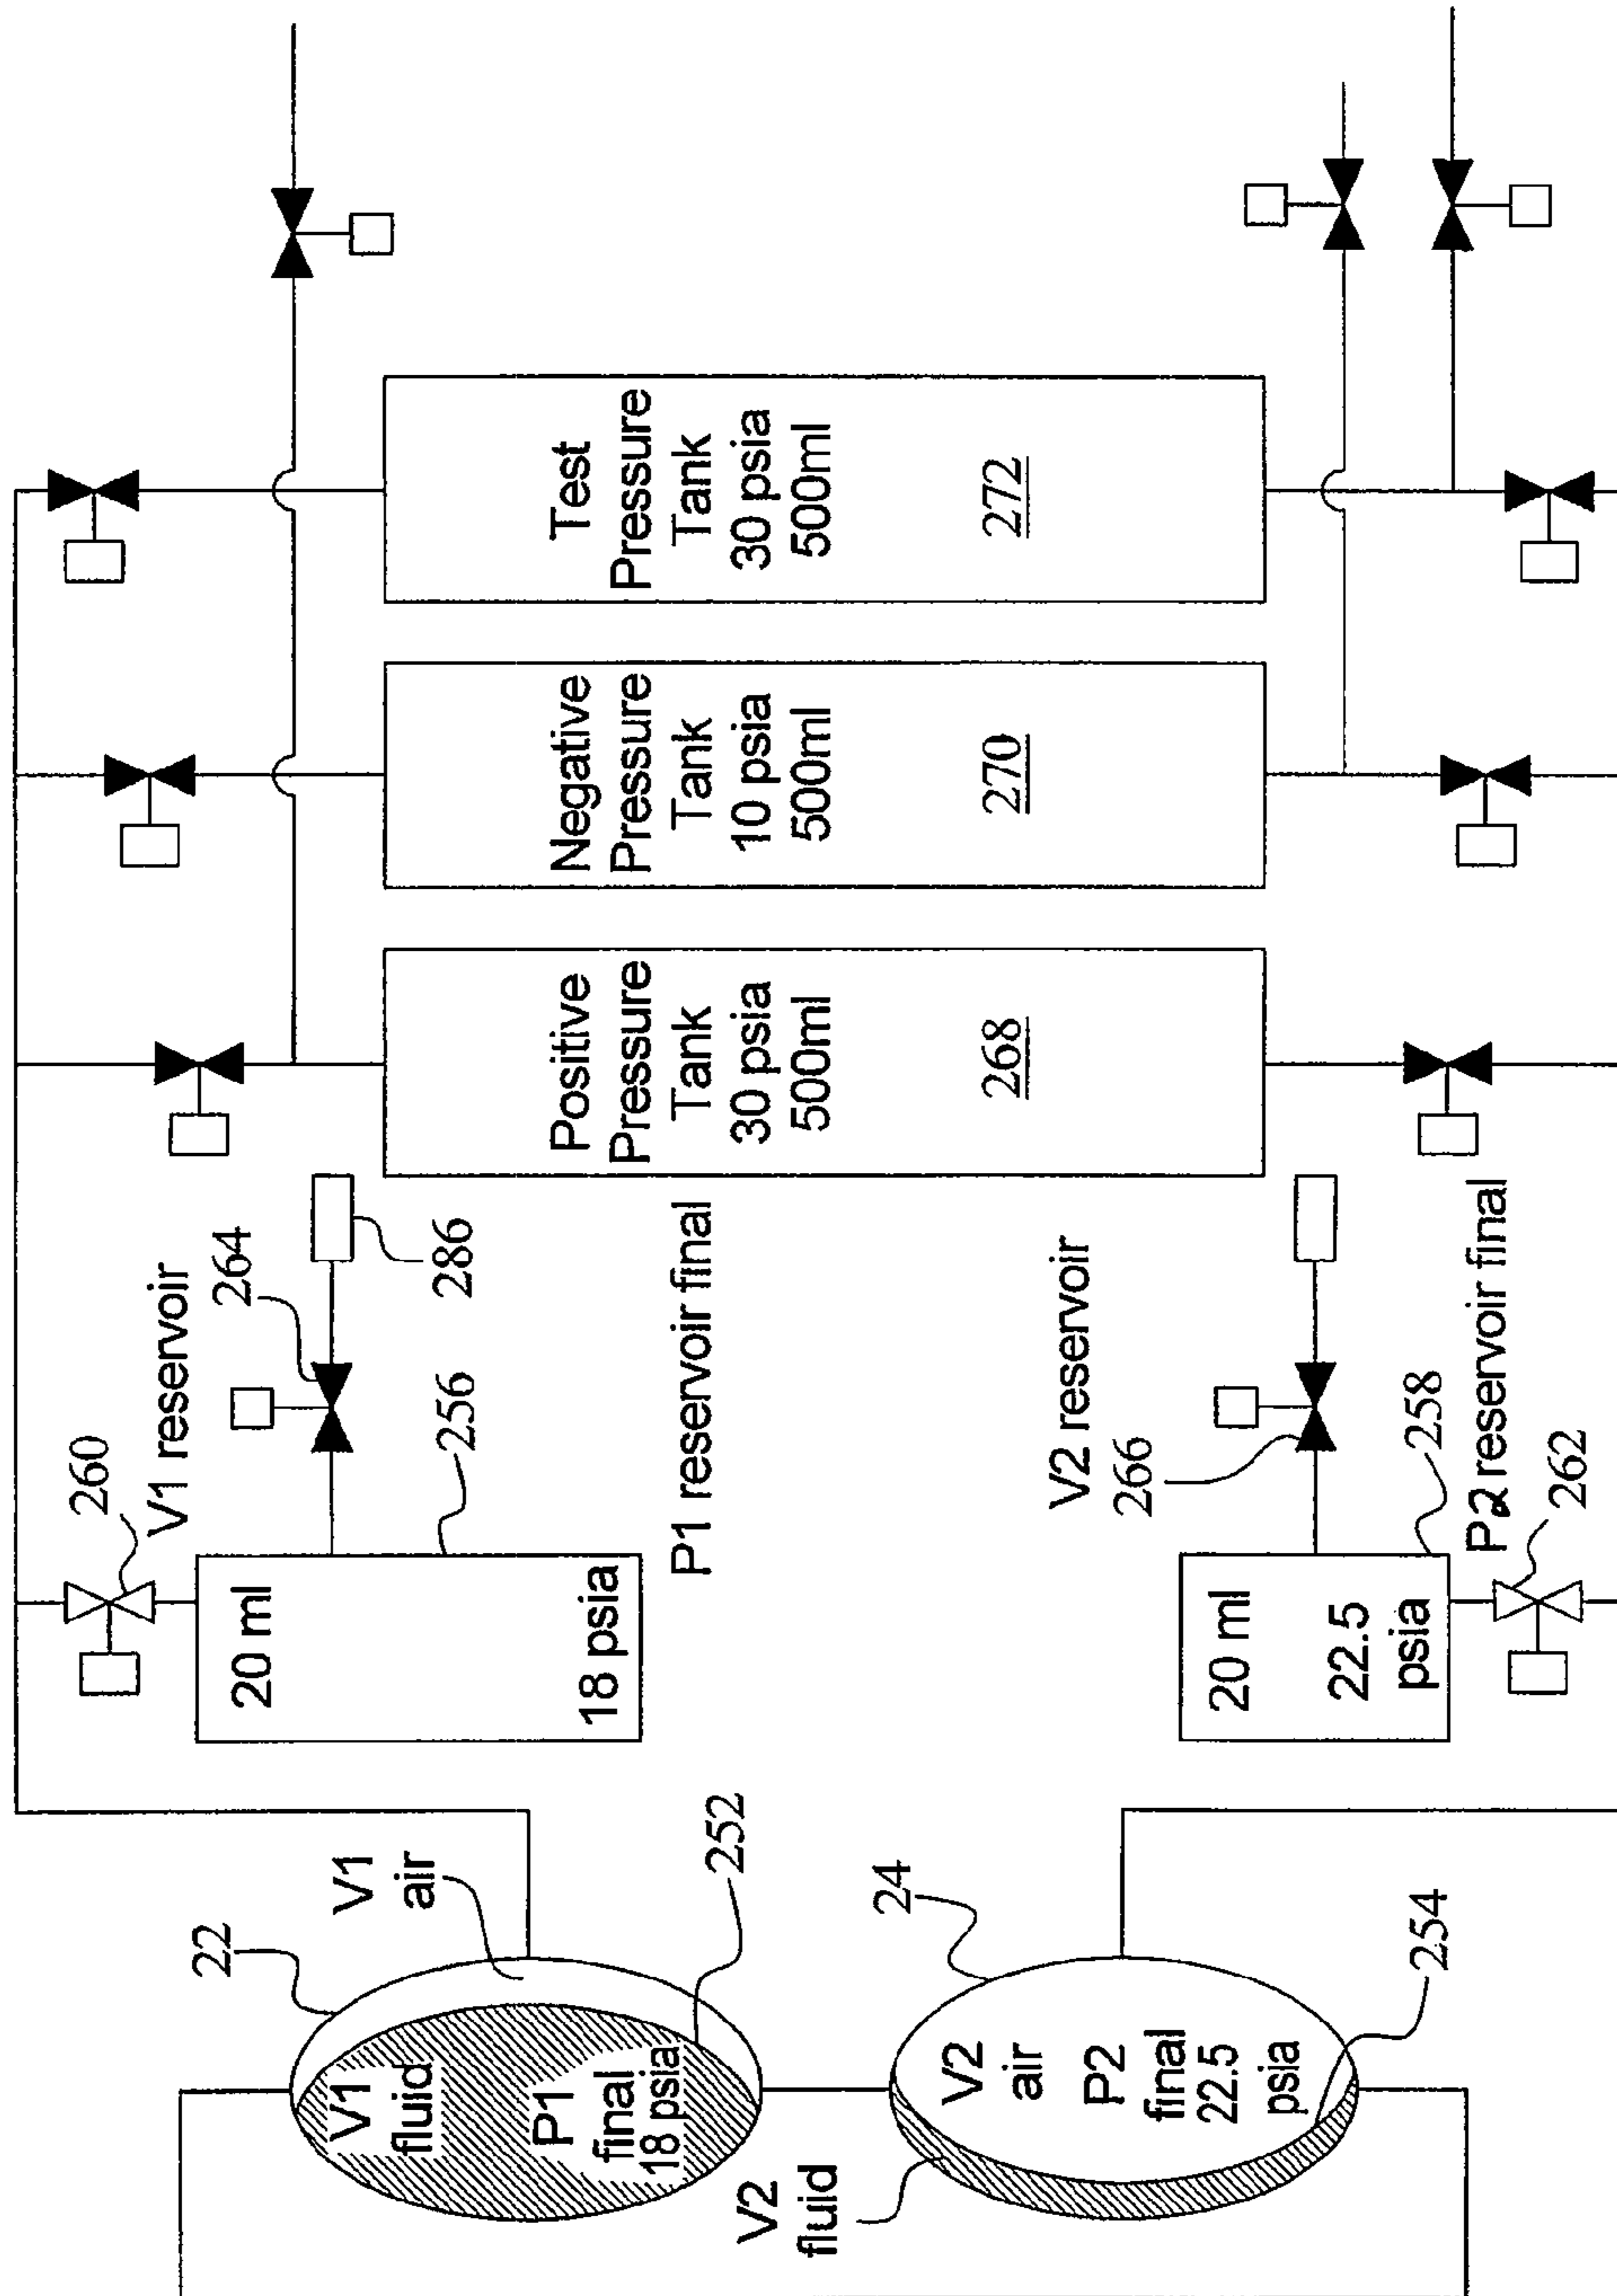 22
V1
air
V1
fluid
P1
final
18 psia
252
V2
fluid
24
V2
air
P2
final
22.5
psia
254
260
V1 reservoir
264
286
20 ml
18 psia
256
P1 reservoir final
V2 reservoir
266
20 ml
22.5
psia
258
P2 reservoir final
262
Positive
Pressure
Tank
30 psia
500ml
268
Negative
Pressure
Tank
10 psia
500ml
270
Test
Pressure
Tank
30 psia
500ml
272